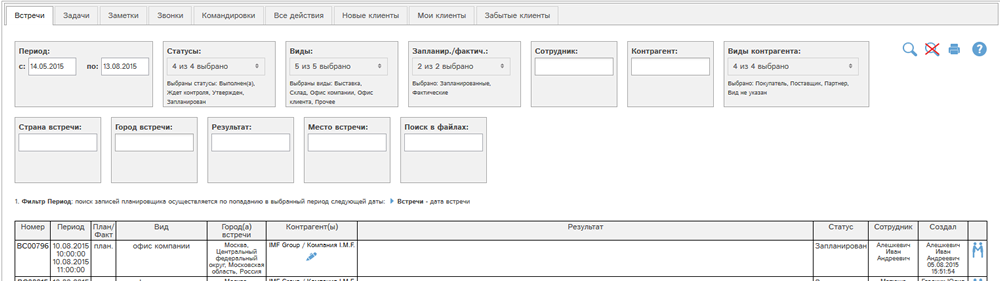 Встречи Задачи Заметки Звонки Командировки Все действия Новые клиенты Мои клиенты Забытые клиенты
Период: Статусы: Виды: Запланир./фактич.: Сотрудник: Контрагент: Виды контрагента:
с: 14.05.2015 по: 13.08.2015 4 из 4 выбрано 5 из 5 выбрано 2 из 2 выбрано 4 из 4 выбрано
Выбраны статусы: Выполнен(а),
Ждет контроля, Утвержден,
Запланирован
Выбраны виды: Выставка,
Склад, Офис компании, Офис
клиента, Прочее
Выбрано: Запланированные,
Фактические
Выбрано: Покупатель, Поставщик, Партнер,
Вид не указан
Страна встречи: Город встречи: Результат: Место встречи: Поиск в файлах:
1. Фильтр Период: поиск записей планировщика осуществляется по попаданию в выбранный период следующей даты: Встречи - дата встречи
Номер Период План/ Факт Вид Город(а) встречи Контрагент(ы) Результат Статус Сотрудник Создал
ВС00796
10.08.2015
10:00:00
10.08.2015
11:00:00
план.
офис компании
Москва,
Центральный
федеральный
округ, Московская
область, Россия
IMF Group / Компания I.M.F.
Запланирован
Алешкевич
Иван
Андреевич
Алешкевич
Иван
Андреевич
05.08.2015
15:51:54